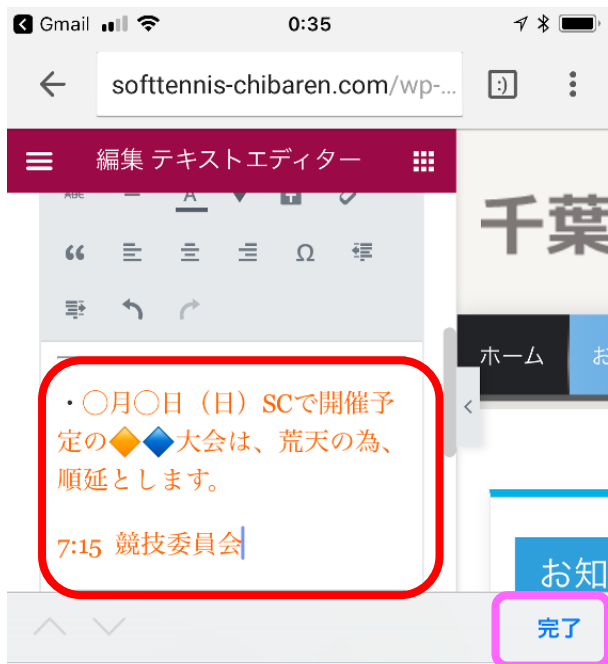 Gmail 0:35
softtennis-chibaren.com/wp-...
編集 テキストエディター
千葉
ABC A
Ω
ホーム お
・◯月◯日（日）SCで開催予
定の🔶🔷大会は、荒天の為、
順延とします。
7:15 競技委員会
お知
完了